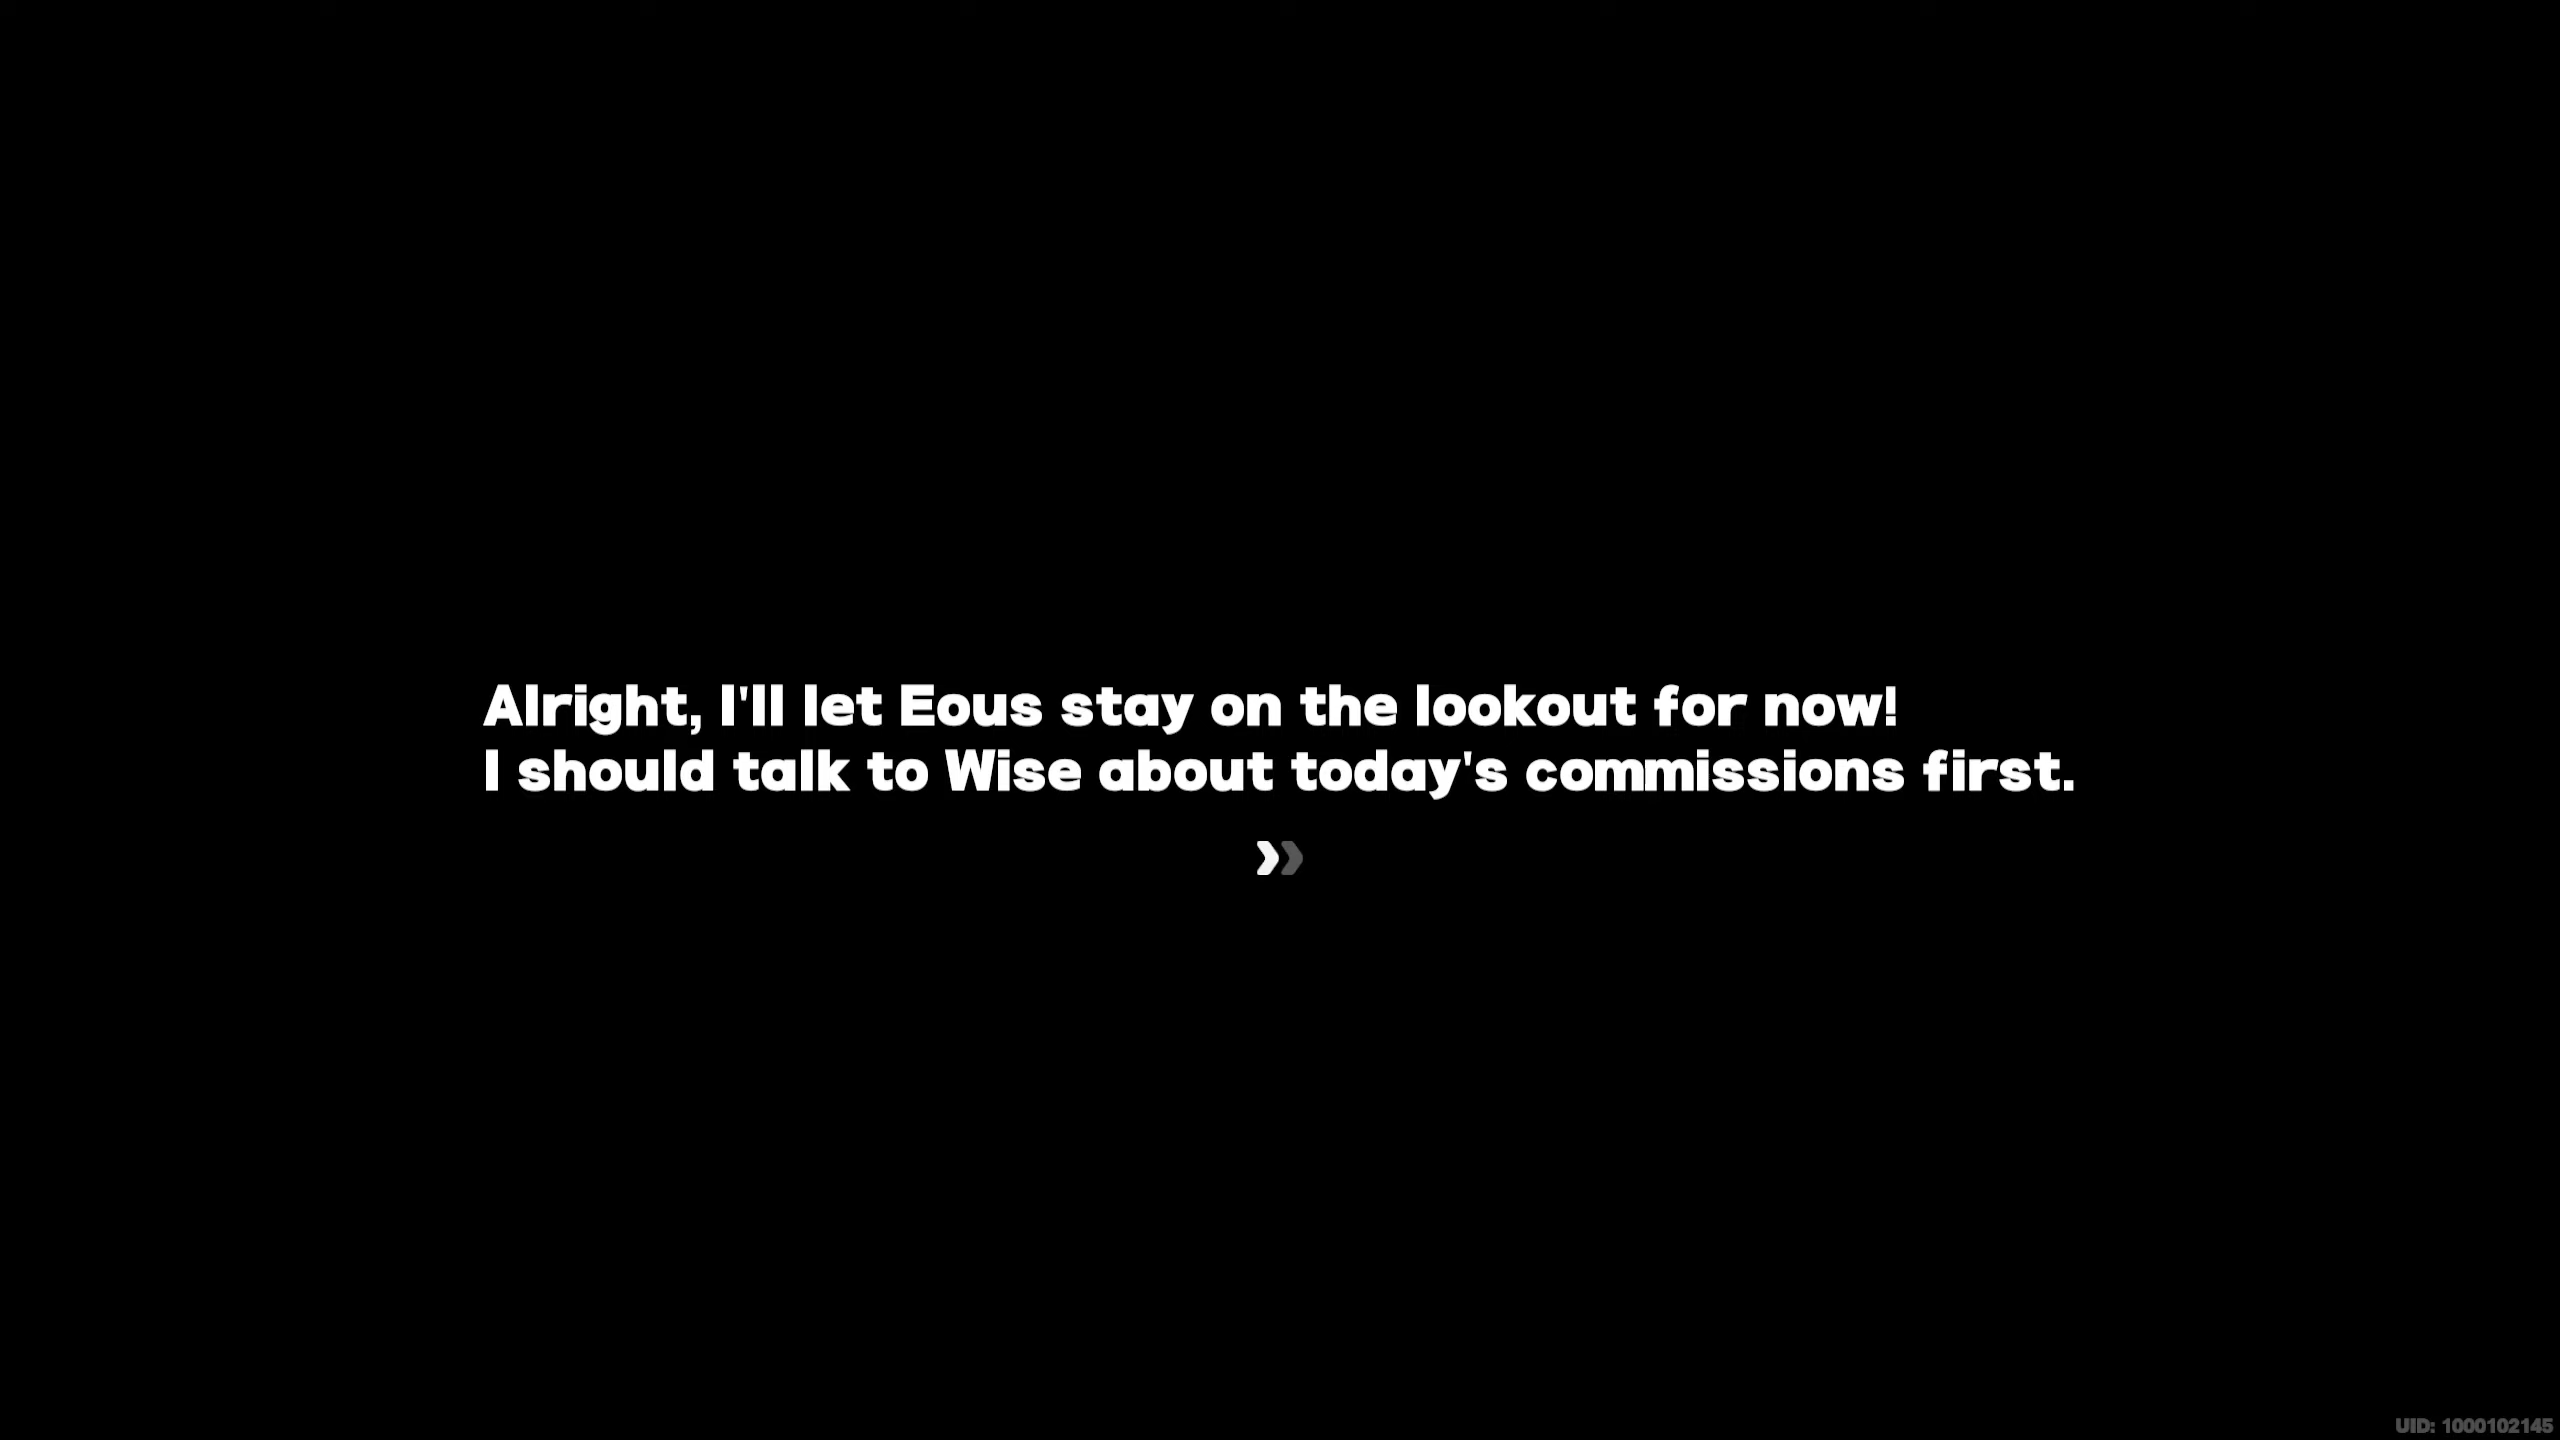 Alright, I'll let Eous stay on the lookout for now!
I should talk to Wise about today's commissions first.
UID: 1000102145